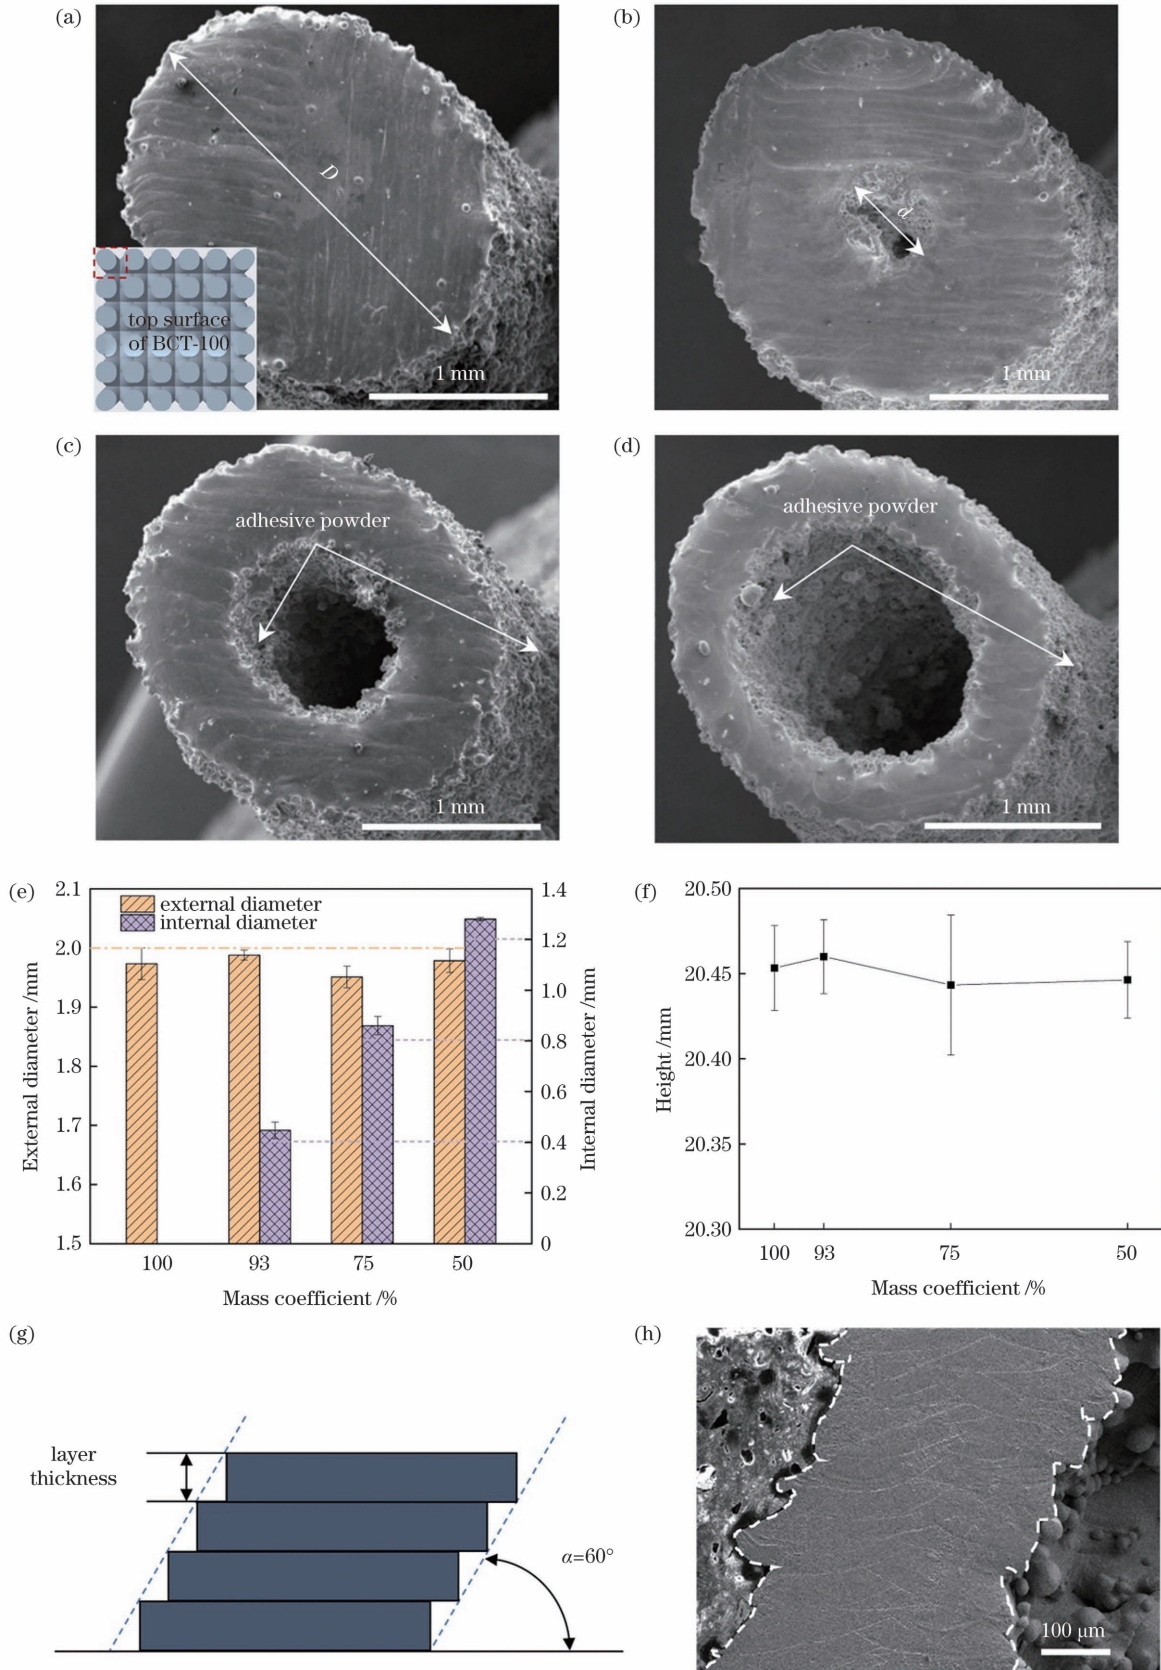 (a)
D
top surface
of BCT-100
1 mm
(b)
d
1 mm
(c)
adhesive powder
1 mm
(d)
adhesive powder
1 mm
(e)
2.1
2.0
1.9
1.8
1.7
1.6
1.5
External diameter /mm
external diameter
internal diameter
1.4
1.2
1.0
0.8
0.6
0.4
0.2
0
Internal diameter /mm
100 93 75 50
Mass coefficient /%
(f)
20.50
20.45
20.40
20.35
20.30
Height /mm
100 93 75 50
Mass coefficient /%
(g)
layer
thickness
α=60°
(h)
100 μm